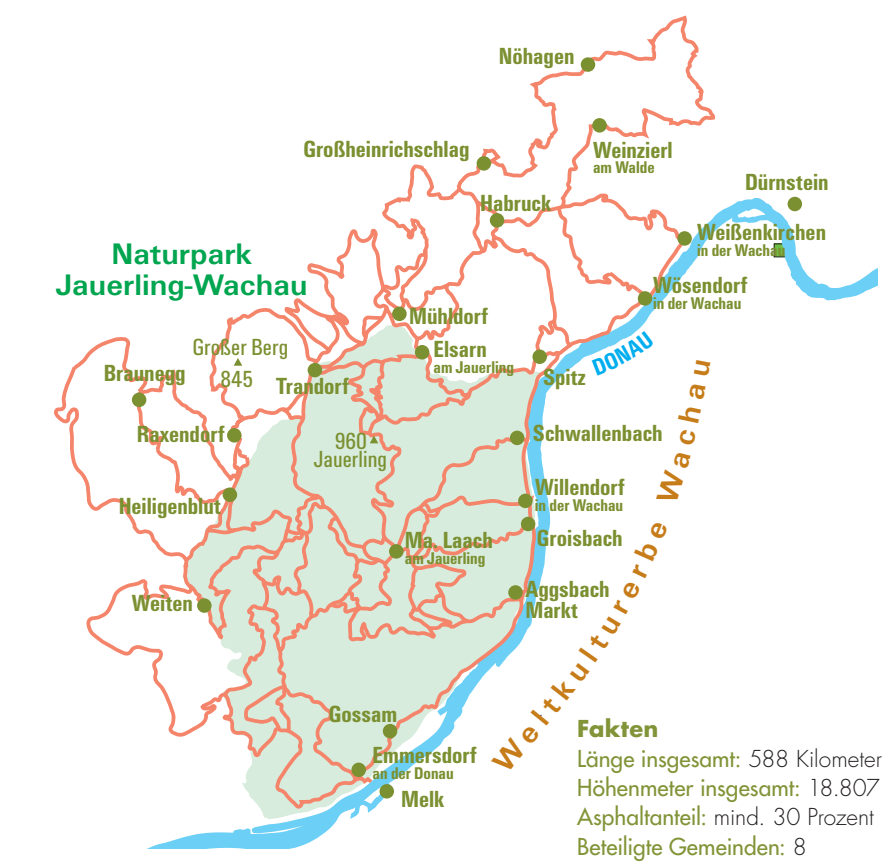 Nöhagen
Weinzierl
am Walde
Großheinrichschlag
Dürnstein
Habruck
Weißenkirchen
in der Wachau
Naturpark
Jauerling-Wachau
Wösendorf
in der Wachau
Mühldorf
Großer Berg
845
Elsarn
am Jauerling
DONAU
Spitz
Braunegg
Trandorf
Raxendorf
960
Jauerling
Schwallenbach
Weltkulturerbe Wachau
Heiligenblut
Willendorf
in der Wachau
Groisbach
Ma. Laach
am Jauerling
Weiten
Aggsbach
Markt
Gossam
Emmersdorf
an der Donau
Melk
Fakten
Länge insgesamt: 588 Kilometer
Höhenmeter insgesamt: 18.807
Asphaltanteil: mind. 30 Prozent
Beteiligte Gemeinden: 8